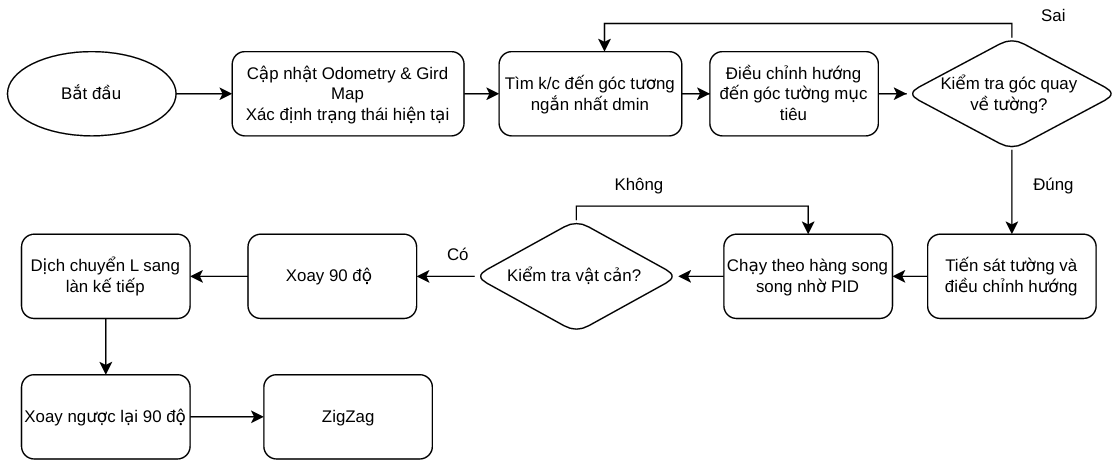 Sai
Bắt đầu
Cập nhật Odometry & Gird
Map
Xác định trạng thái hiện tại
Tìm k/c đến góc tương
ngắn nhất dmin
Điều chỉnh hướng
đến góc tường mục
tiêu
Kiểm tra góc quay
về tường?
Không
Đúng
Dịch chuyển L sang
làn kế tiếp
Xoay 90 độ
Có
Kiểm tra vật cản?
Chạy theo hàng song
song nhờ PID
Tiến sát tường và
điều chỉnh hướng
Xoay ngược lại 90 độ
ZigZag